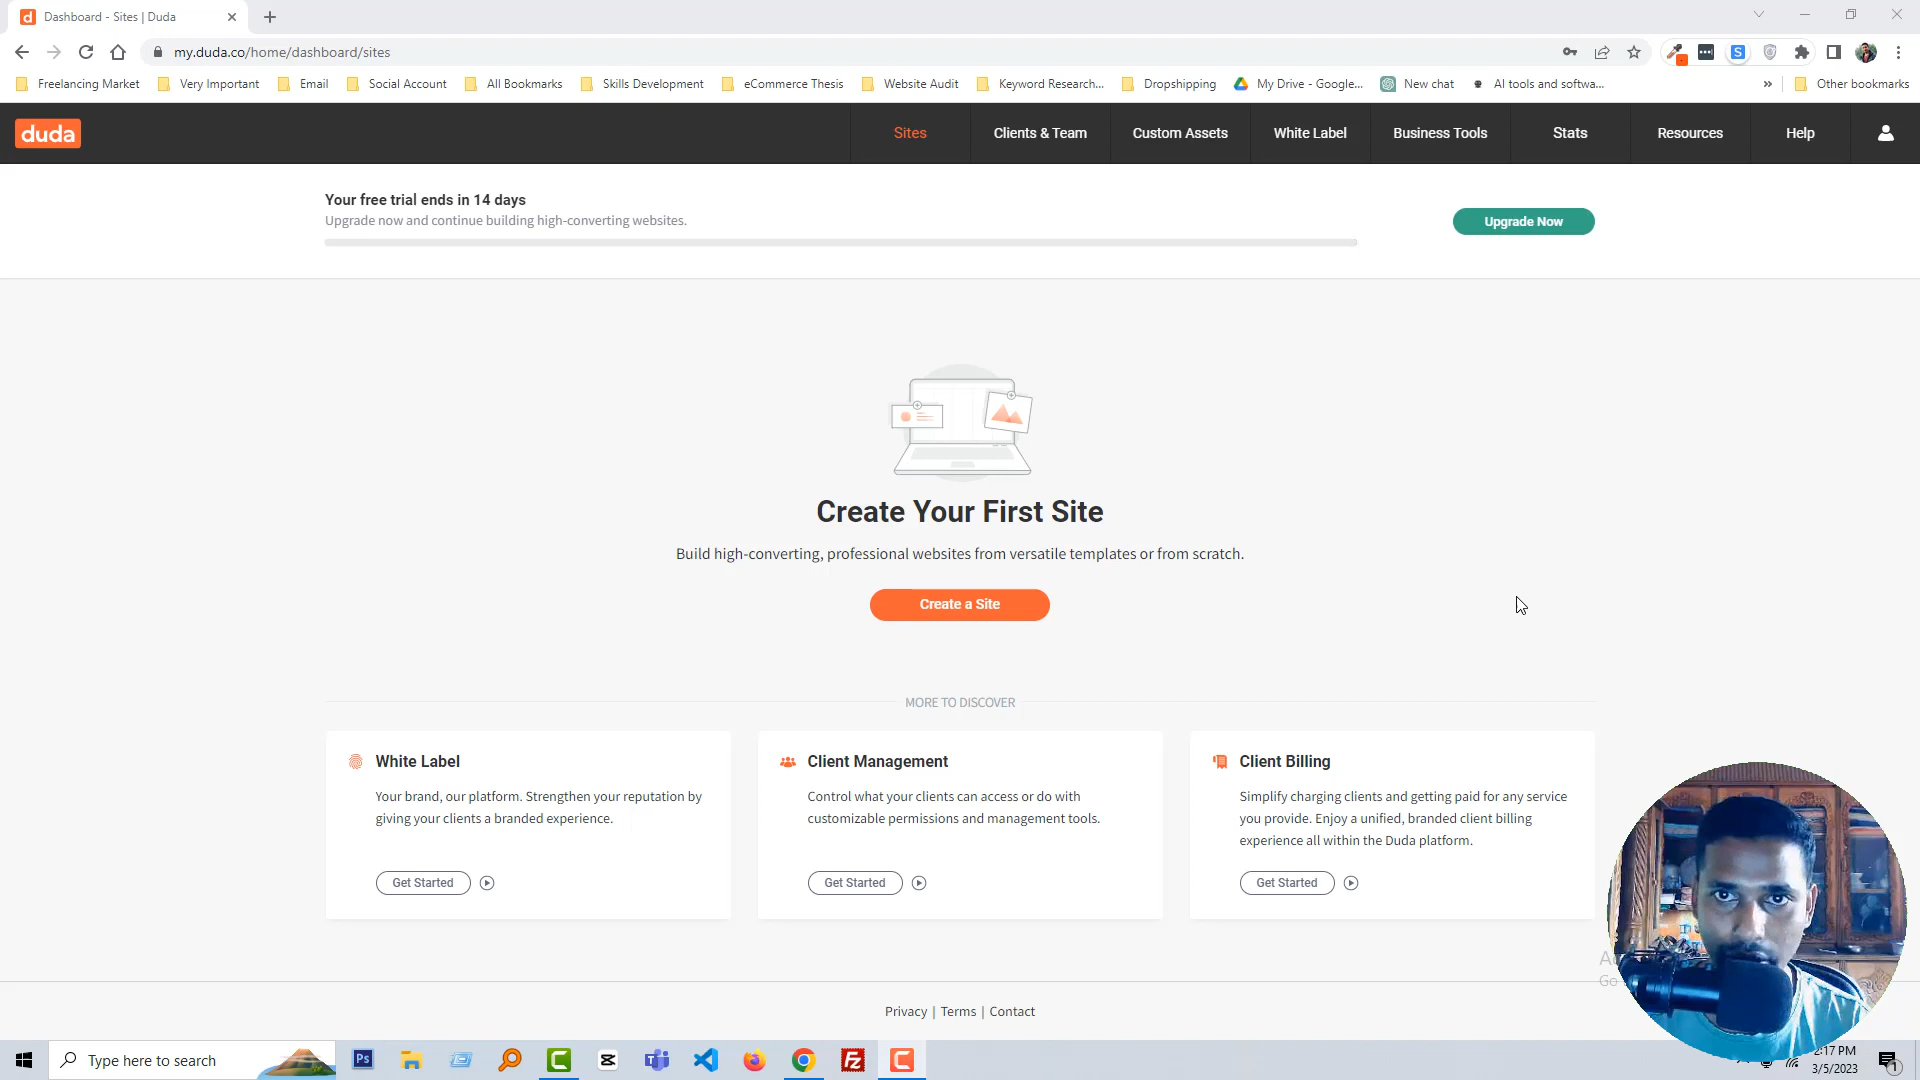 Dashboard - Sites | Duda
my.duda.co/home/dashboard/sites
Freelancing Market
Very Important
Email
Social Account
All Bookmarks
Skills Development
eCommerce Thesis
Website Audit
Keyword Research...
Dropshipping
My Drive - Google...
New chat
AI tools and softwa...
»
Other bookmarks
duda
Sites
Clients & Team
Custom Assets
White Label
Business Tools
Stats
Resources
Help
Your free trial ends in 14 days
Upgrade now and continue building high-converting websites.
Upgrade Now
Create Your First Site
Build high-converting, professional websites from versatile templates or from scratch.
Create a Site
MORE TO DISCOVER
White Label
Your brand, our platform. Strengthen your reputation by
giving your clients a branded experience.
Get Started
Client Management
Control what your clients can access or do with
customizable permissions and management tools.
Get Started
Client Billing
Simplify charging clients and getting paid for any service
you provide. Enjoy a unified, branded client billing
experience all within the Duda platform.
Get Started
Go
Privacy | Terms | Contact
Type here to search
Ps
2:17 PM
3/5/2023
1